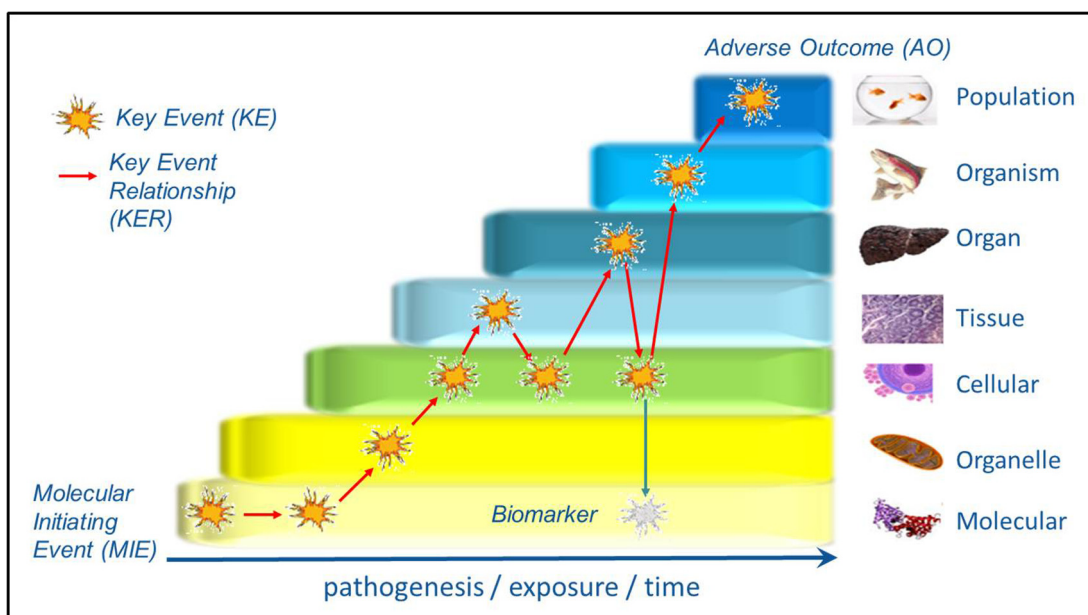 Adverse Outcome (AO)
Key Event (KE)
Key Event
Relationship
(KER)
Population
Organism
Organ
Tissue
Cellular
Organelle
Molecular
Molecular
Initiating
Event (MIE)
Biomarker
pathogenesis / exposure / time